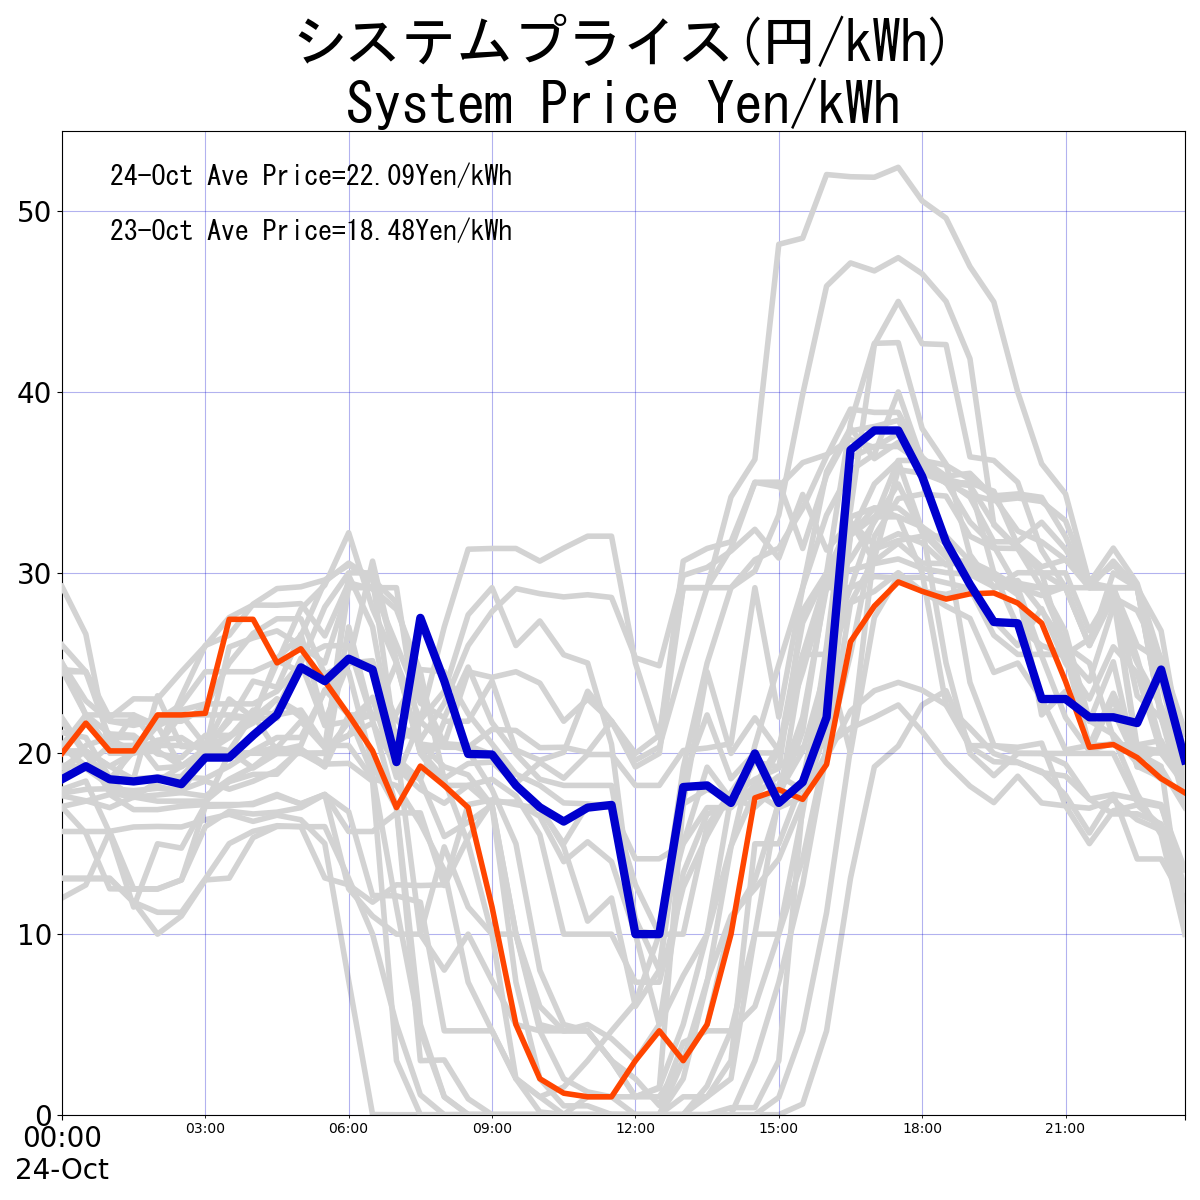 システムプライス(円/kWh)
System Price Yen/kWh
24-Oct Ave Price=22.09Yen/kWh
23-Oct Ave Price=18.48Yen/kWh
50
40
30
20
10
0
00:00 03:00 06:00 09:00 12:00 15:00 18:00 21:00
24-Oct